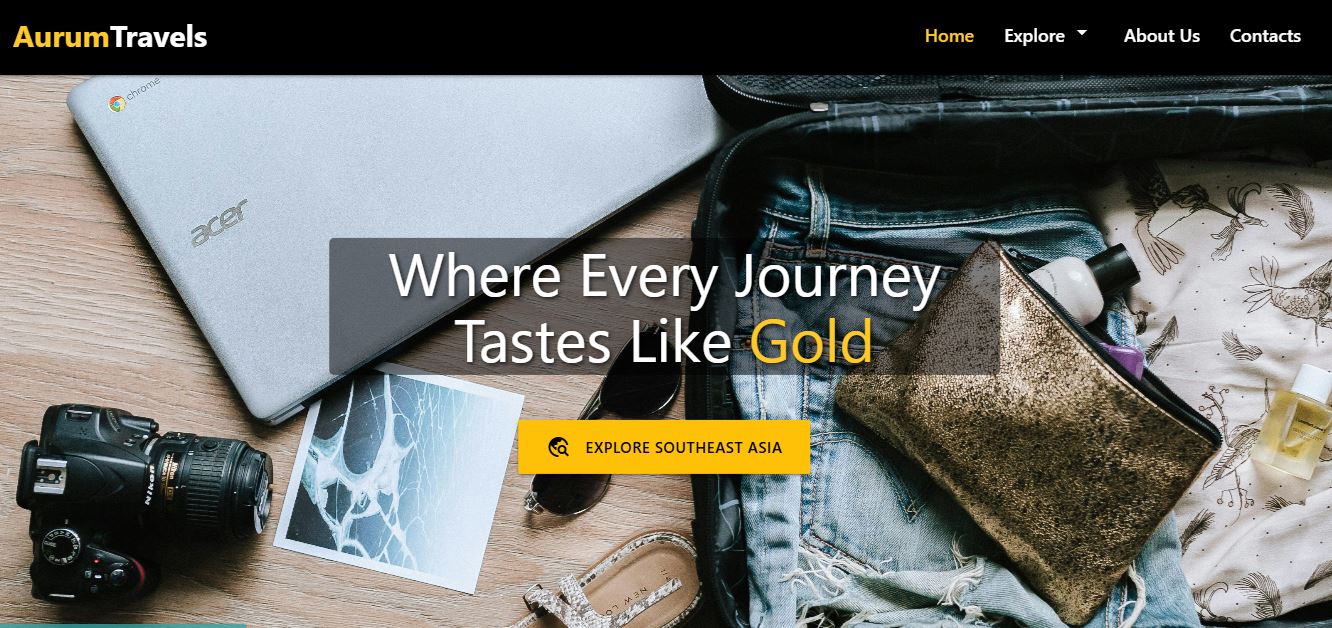 AurumTravels
Home Explore About Us Contacts
chrome
acer
Where Every Journey
Tastes Like Gold
EXPLORE SOUTHEAST ASIA
Nikon
NEW LOOK